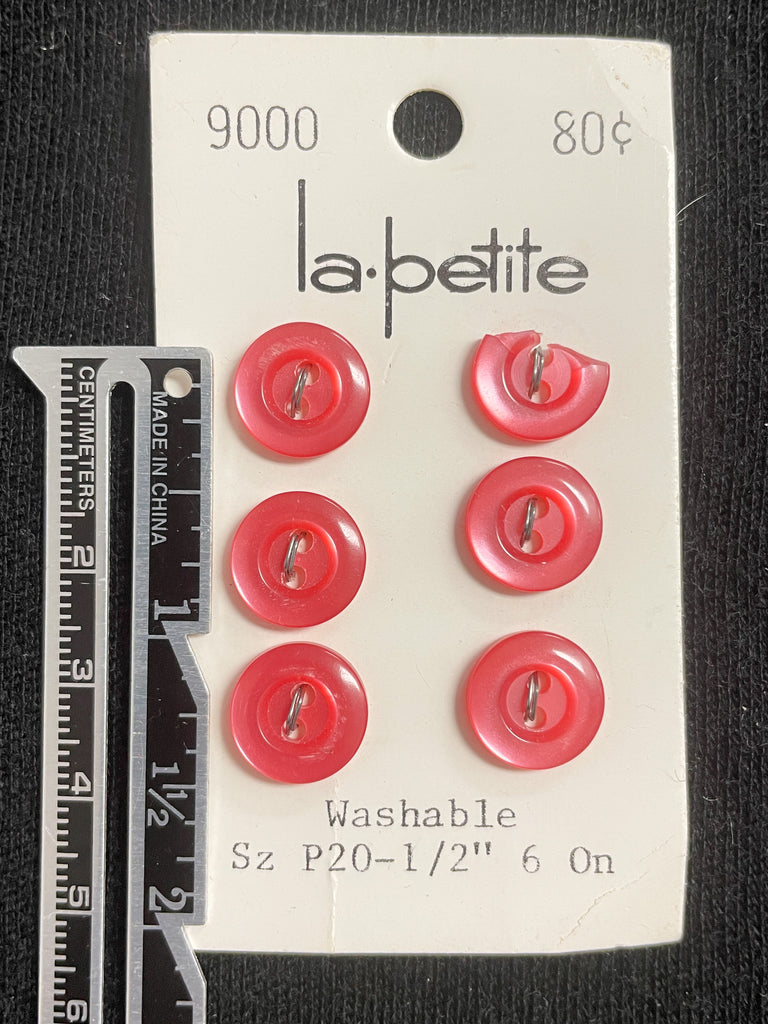 9000 80¢
la·petite
CENTIMETERS
2
3
4
5
6
MADE IN CHINA
1
1½
2
Washable
Sz P20-1/2" 6 On